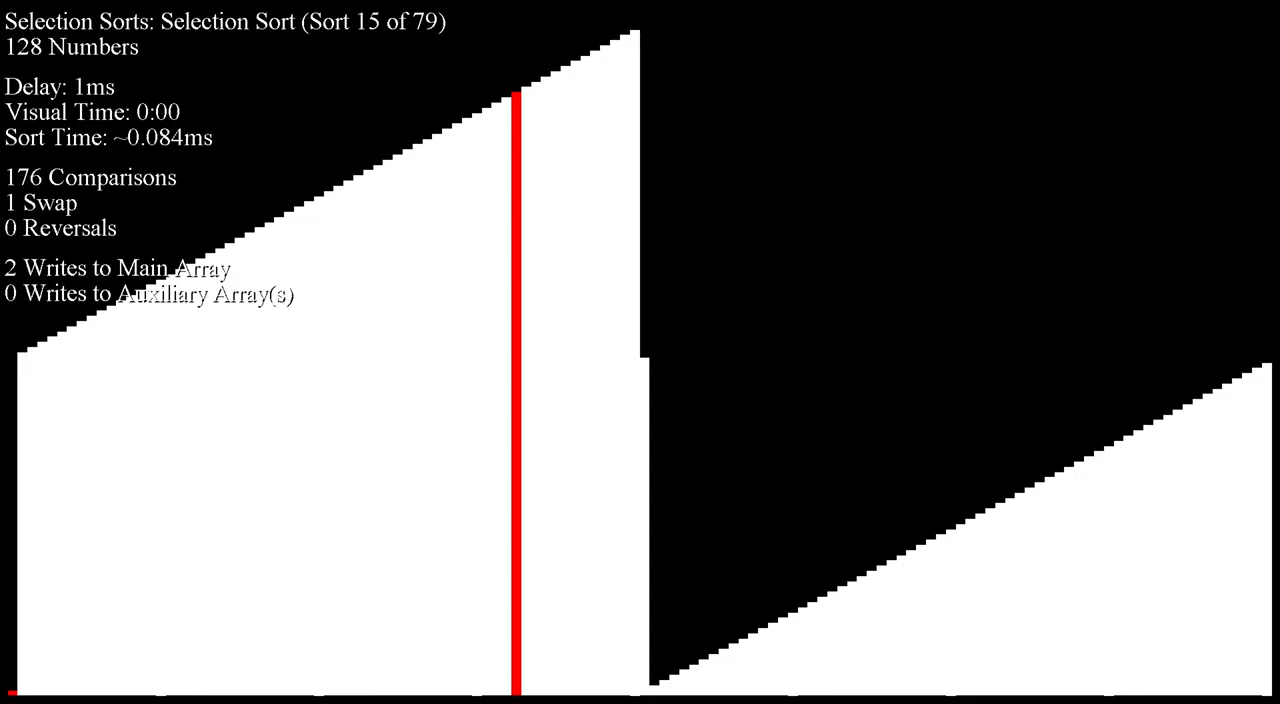 Selection Sorts: Selection Sort (Sort 15 of 79)
128 Numbers
Delay: 1ms
Visual Time: 0:00
Sort Time: ~0.084ms
176 Comparisons
1 Swap
0 Reversals
2 Writes to Main Array
0 Writes to Auxiliary Array(s)